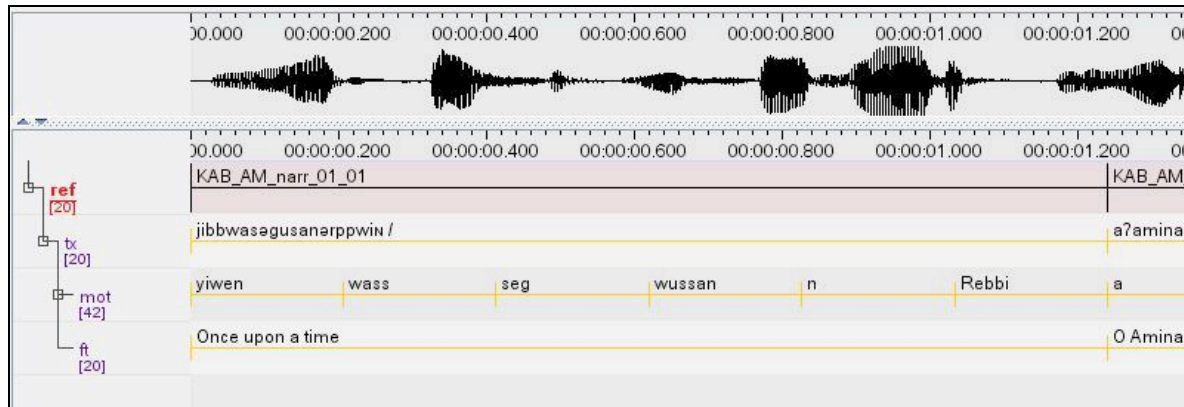 00.000 00:00:00.200 00:00:00.400 00:00:00.600 00:00:00.800 00:00:01.000 00:00:01.200
00.000 00:00:00.200 00:00:00.400 00:00:00.600 00:00:00.800 00:00:01.000 00:00:01.200
ref KAB_AM_narr_01_01 KAB_AM_
[20]
tx jibbwasəgusanərppwiɴ / aʔamina
[20]
mot yiwen wass seg wussan n Rebbi a
[42]
ft Once upon a time O Amina
[20]